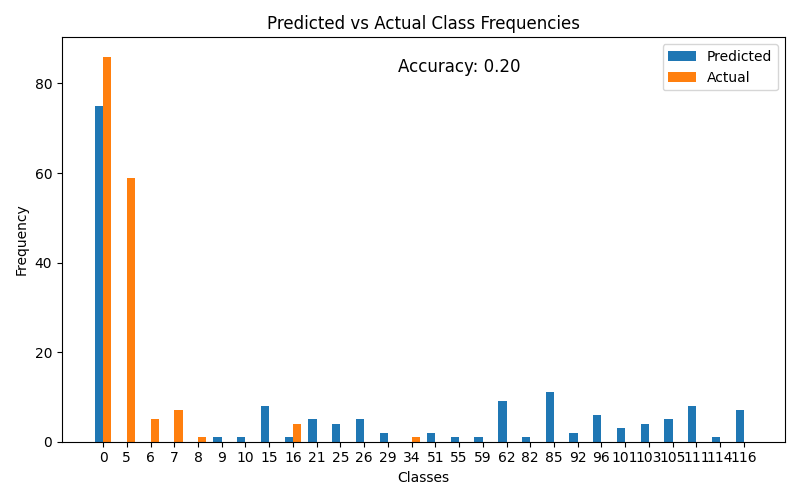 Predicted vs Actual Class Frequencies
Accuracy: 0.20
Predicted
Actual
Frequency
80
60
40
20
0
0 5 6 7 8 9 10 15 16 21 25 26 29 34 51 55 59 62 82 85 92 96 101 103 105 111 114 116
Classes